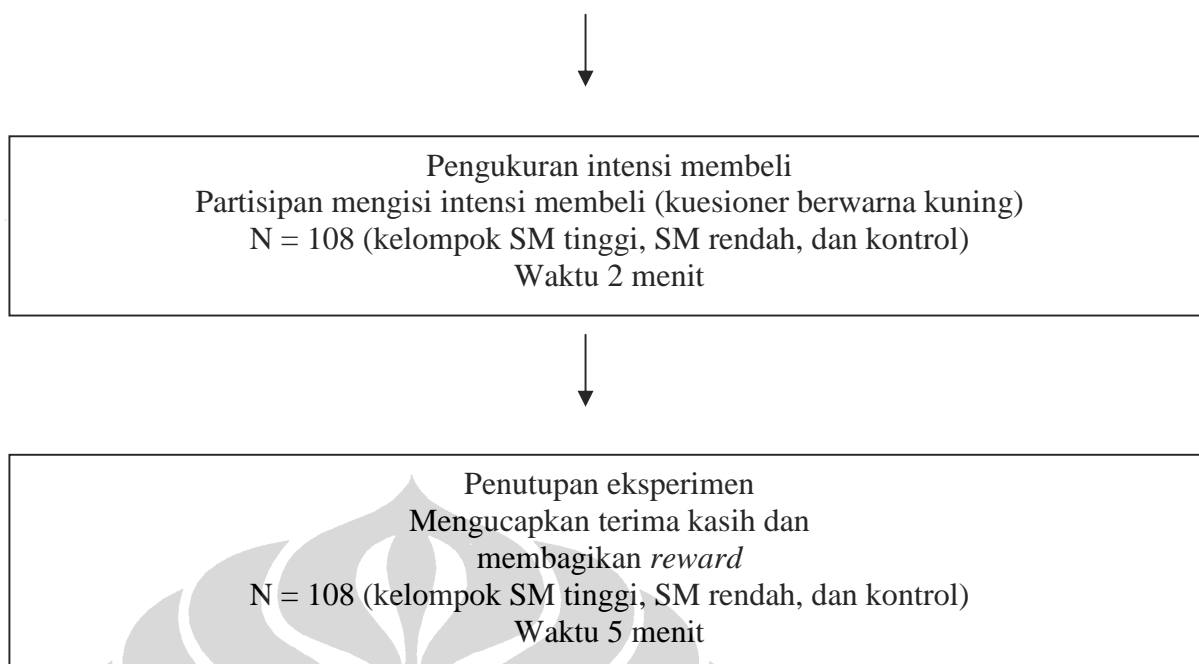 Pengukuran intensi membeli
Partisipan mengisi intensi membeli (kuesioner berwarna kuning)
N = 108 (kelompok SM tinggi, SM rendah, dan kontrol)
Waktu 2 menit
Penutupan eksperimen
Mengucapkan terima kasih dan
membagikan reward
N = 108 (kelompok SM tinggi, SM rendah, dan kontrol)
Waktu 5 menit